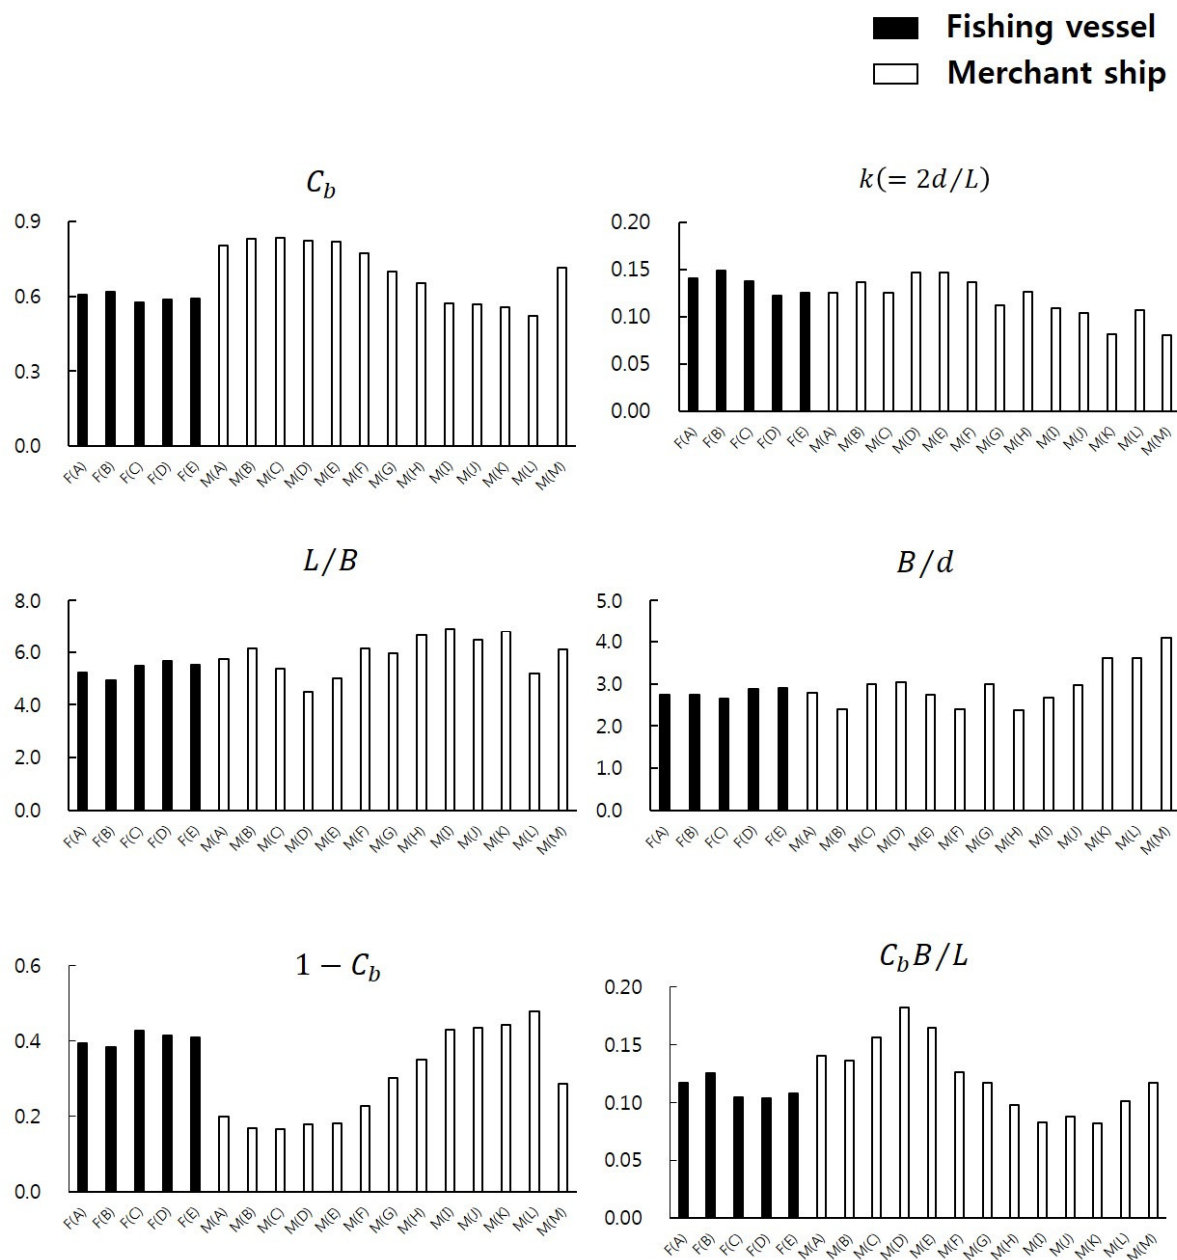 Fishing vessel
Merchant ship
C_b
0.9
0.6
0.3
0.0
F(A) F(B) F(C) F(D) F(E) M(A) M(B) M(C) M(D) M(E) M(F) M(G) M(H) M(I) M(J) M(K) M(L) M(M)
k(= 2d/L)
0.20
0.15
0.10
0.05
0.00
F(A) F(B) F(C) F(D) F(E) M(A) M(B) M(C) M(D) M(E) M(F) M(G) M(H) M(I) M(J) M(K) M(L) M(M)
L/B
8.0
6.0
4.0
2.0
0.0
F(A) F(B) F(C) F(D) F(E) M(A) M(B) M(C) M(D) M(E) M(F) M(G) M(H) M(I) M(J) M(K) M(L) M(M)
B/d
5.0
4.0
3.0
2.0
1.0
0.0
F(A) F(B) F(C) F(D) F(E) M(A) M(B) M(C) M(D) M(E) M(F) M(G) M(H) M(I) M(J) M(K) M(L) M(M)
1 − C_b
0.6
0.4
0.2
0.0
F(A) F(B) F(C) F(D) F(E) M(A) M(B) M(C) M(D) M(E) M(F) M(G) M(H) M(I) M(J) M(K) M(L) M(M)
C_b B/L
0.20
0.15
0.10
0.05
0.00
F(A) F(B) F(C) F(D) F(E) M(A) M(B) M(C) M(D) M(E) M(F) M(G) M(H) M(I) M(J) M(K) M(L) M(M)